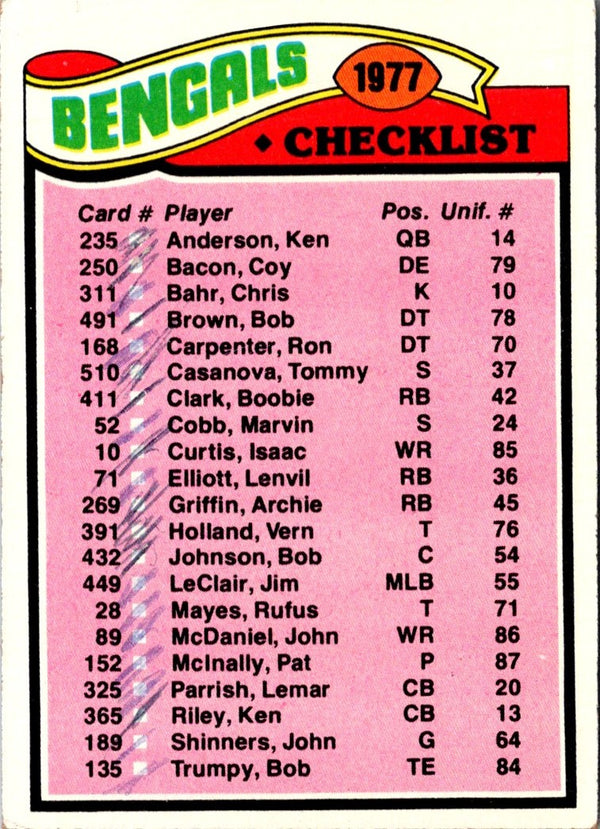 BENGALS 1977
♦ CHECKLIST
Card # Player Pos. Unif. #
235 Anderson, Ken QB 14
250 Bacon, Coy DE 79
311 Bahr, Chris K 10
491 Brown, Bob DT 78
168 Carpenter, Ron DT 70
510 Casanova, Tommy S 37
411 Clark, Boobie RB 42
52 Cobb, Marvin S 24
10 Curtis, Isaac WR 85
71 Elliott, Lenvil RB 36
269 Griffin, Archie RB 45
391 Holland, Vern T 76
432 Johnson, Bob C 54
449 LeClair, Jim MLB 55
28 Mayes, Rufus T 71
89 McDaniel, John WR 86
152 McInally, Pat P 87
325 Parrish, Lemar CB 20
365 Riley, Ken CB 13
189 Shinners, John G 64
135 Trumpy, Bob TE 84